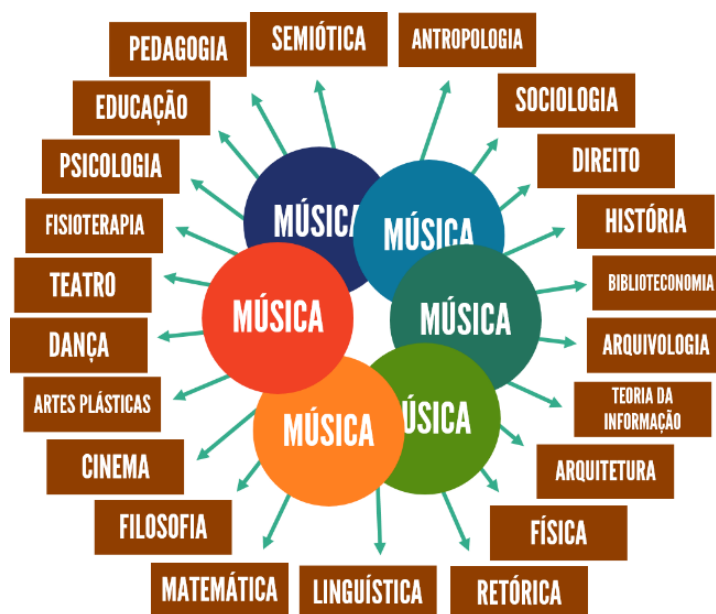 SEMIÓTICA
ANTROPOLOGIA
PEDAGOGIA
SOCIOLOGIA
EDUCAÇÃO
DIREITO
PSICOLOGIA
HISTÓRIA
FISIOTERAPIA
BIBLIOTECONOMIA
TEATRO
ARQUIVOLOGIA
DANÇA
TEORIA DA
INFORMAÇÃO
ARTES PLÁSTICAS
ARQUITETURA
CINEMA
FÍSICA
FILOSOFIA
MATEMÁTICA
LINGUÍSTICA
RETÓRICA
MÚSICA
MÚSICA
MÚSICA
MÚSICA
MÚSICA
MÚSICA